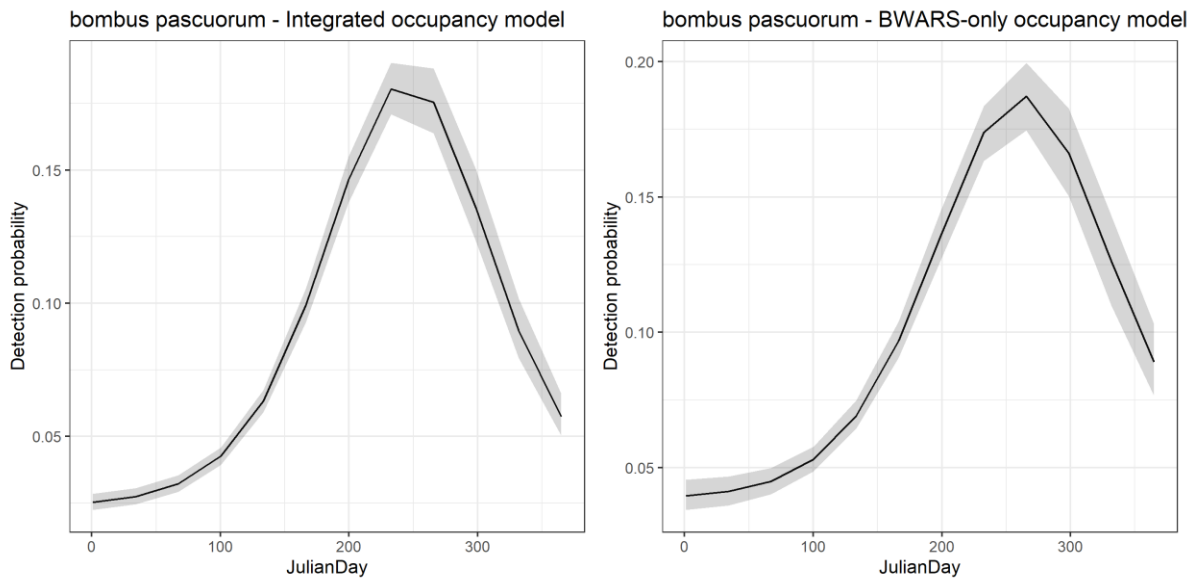 bombus pascuorum - Integrated occupancy model
Detection probability
0.15
0.10
0.05
0
100
200
300
JulianDay
bombus pascuorum - BWARS-only occupancy model
Detection probability
0.20
0.15
0.10
0.05
0
100
200
300
JulianDay